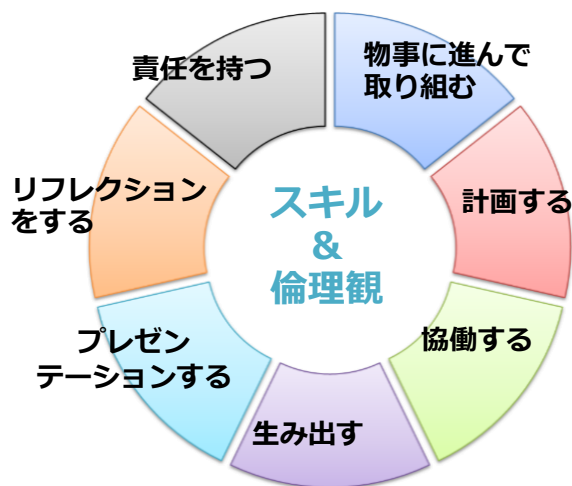 物事に進んで
取り組む
計画する
協働する
生み出す
プレゼン
テーションする
リフレクション
をする
責任を持つ
スキル
&
倫理観